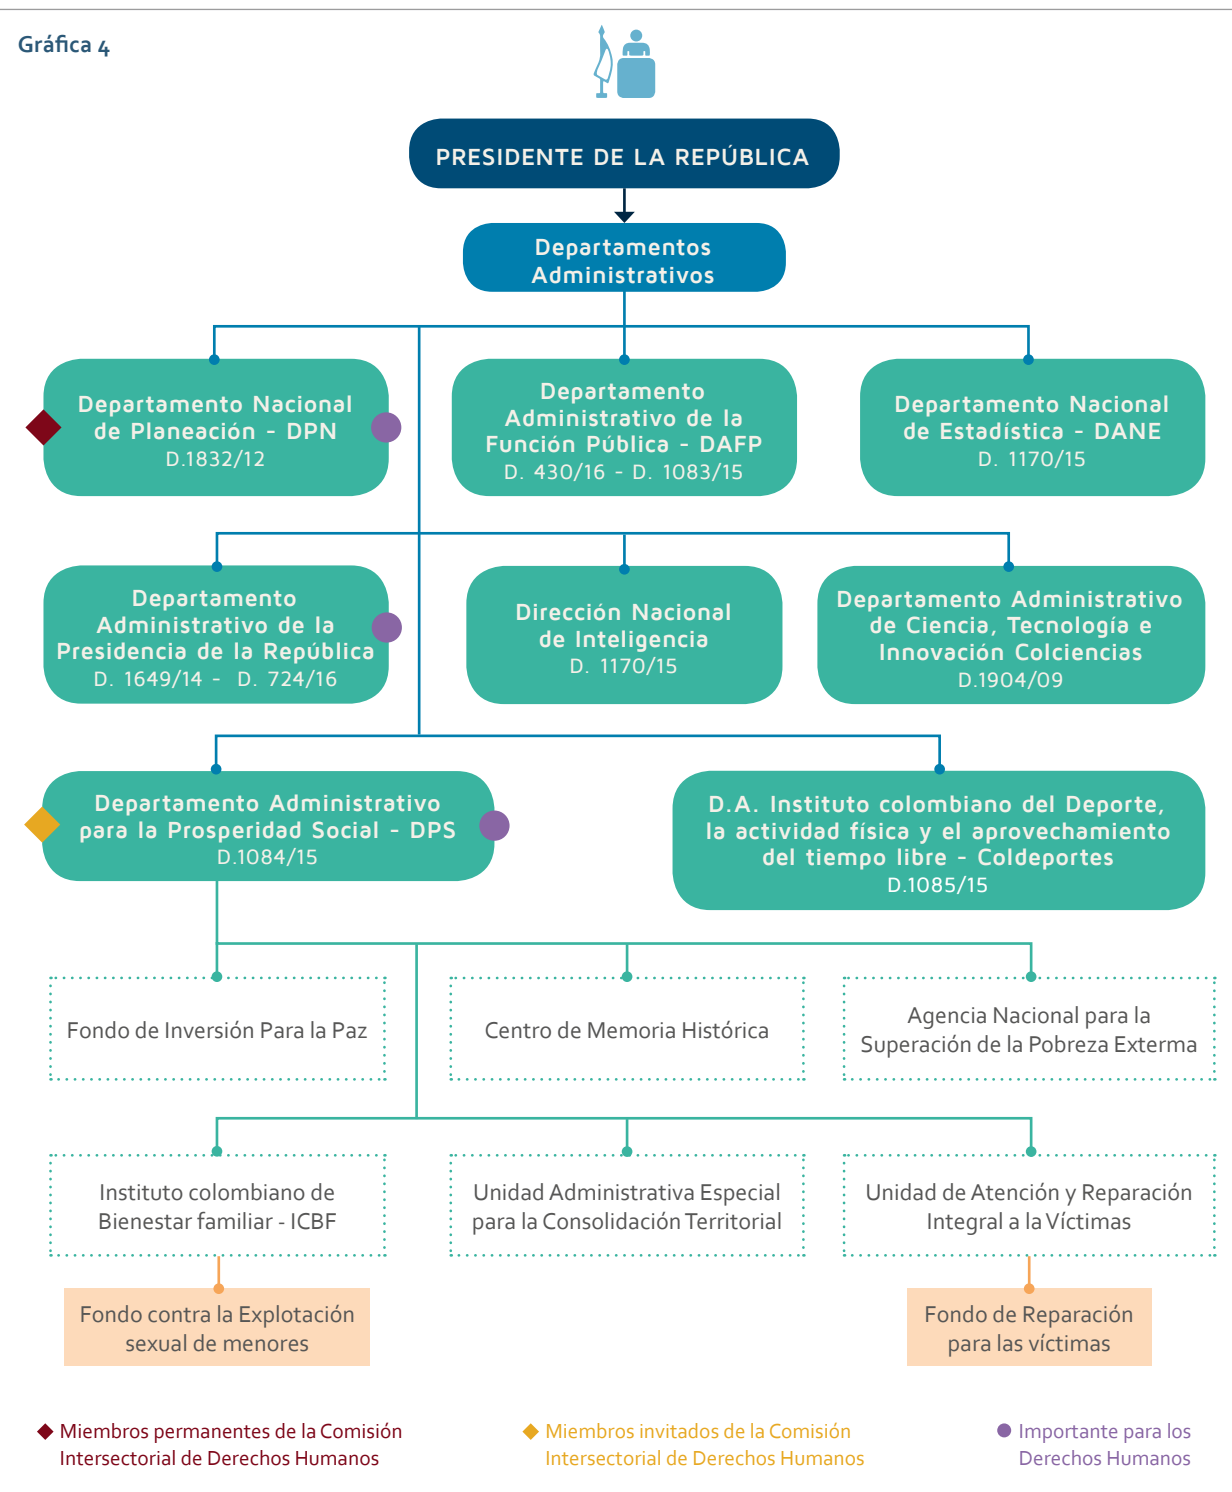 Gráfica 4
PRESIDENTE DE LA REPÚBLICA
Departamentos
Administrativos
Departamento Nacional
de Planeación - DPN
D.1832/12
Departamento
Administrativo de la
Función Pública - DAFP
D. 430/16 - D. 1083/15
Departamento Nacional
de Estadística - DANE
D. 1170/15
Departamento
Administrativo de la
Presidencia de la República
D. 1649/14 - D. 724/16
Dirección Nacional
de Inteligencia
D. 1170/15
Departamento Administrativo
de Ciencia, Tecnología e
Innovación Colciencias
D.1904/09
Departamento Administrativo
para la Prosperidad Social - DPS
D.1084/15
D.A. Instituto colombiano del Deporte,
la actividad física y el aprovechamiento
del tiempo libre - Coldeportes
D.1085/15
Fondo de Inversión Para la Paz
Centro de Memoria Histórica
Agencia Nacional para la
Superación de la Pobreza Exterma
Instituto colombiano de
Bienestar familiar - ICBF
Unidad Administrativa Especial
para la Consolidación Territorial
Unidad de Atención y Reparación
Integral a la Víctimas
Fondo contra la Explotación
sexual de menores
Fondo de Reparación
para las víctimas
Miembros permanentes de la Comisión
Intersectorial de Derechos Humanos
Miembros invitados de la Comisión
Intersectorial de Derechos Humanos
Importante para los
Derechos Humanos